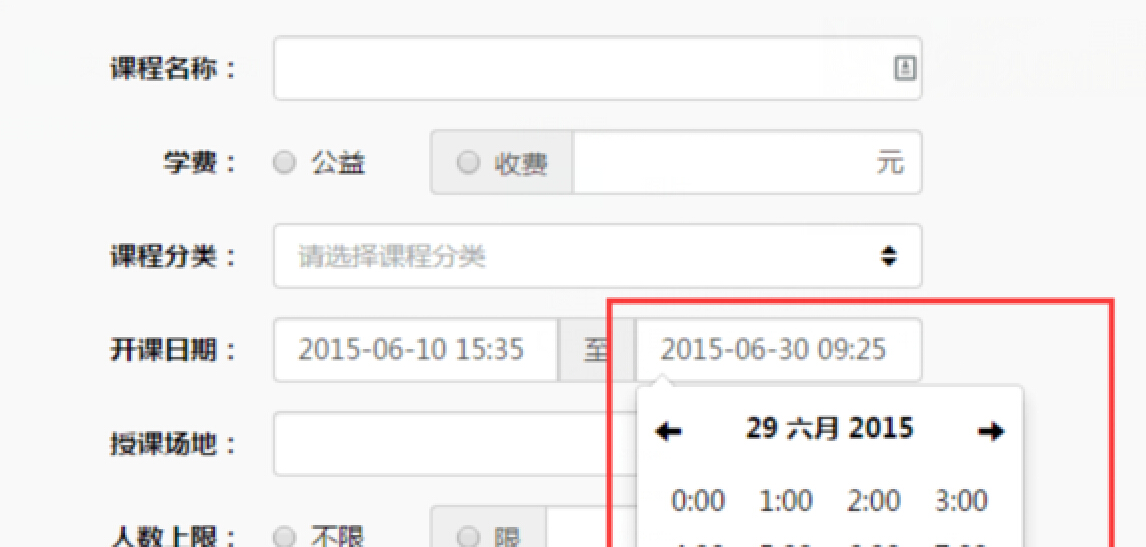 课程名称：
学费： 公益 收费 元
课程分类： 请选择课程分类
开课日期： 2015-06-10 15:35 至 2015-06-30 09:25
29 六月 2015
授课场地：
0:00 1:00 2:00 3:00
人数上限： 不限 限